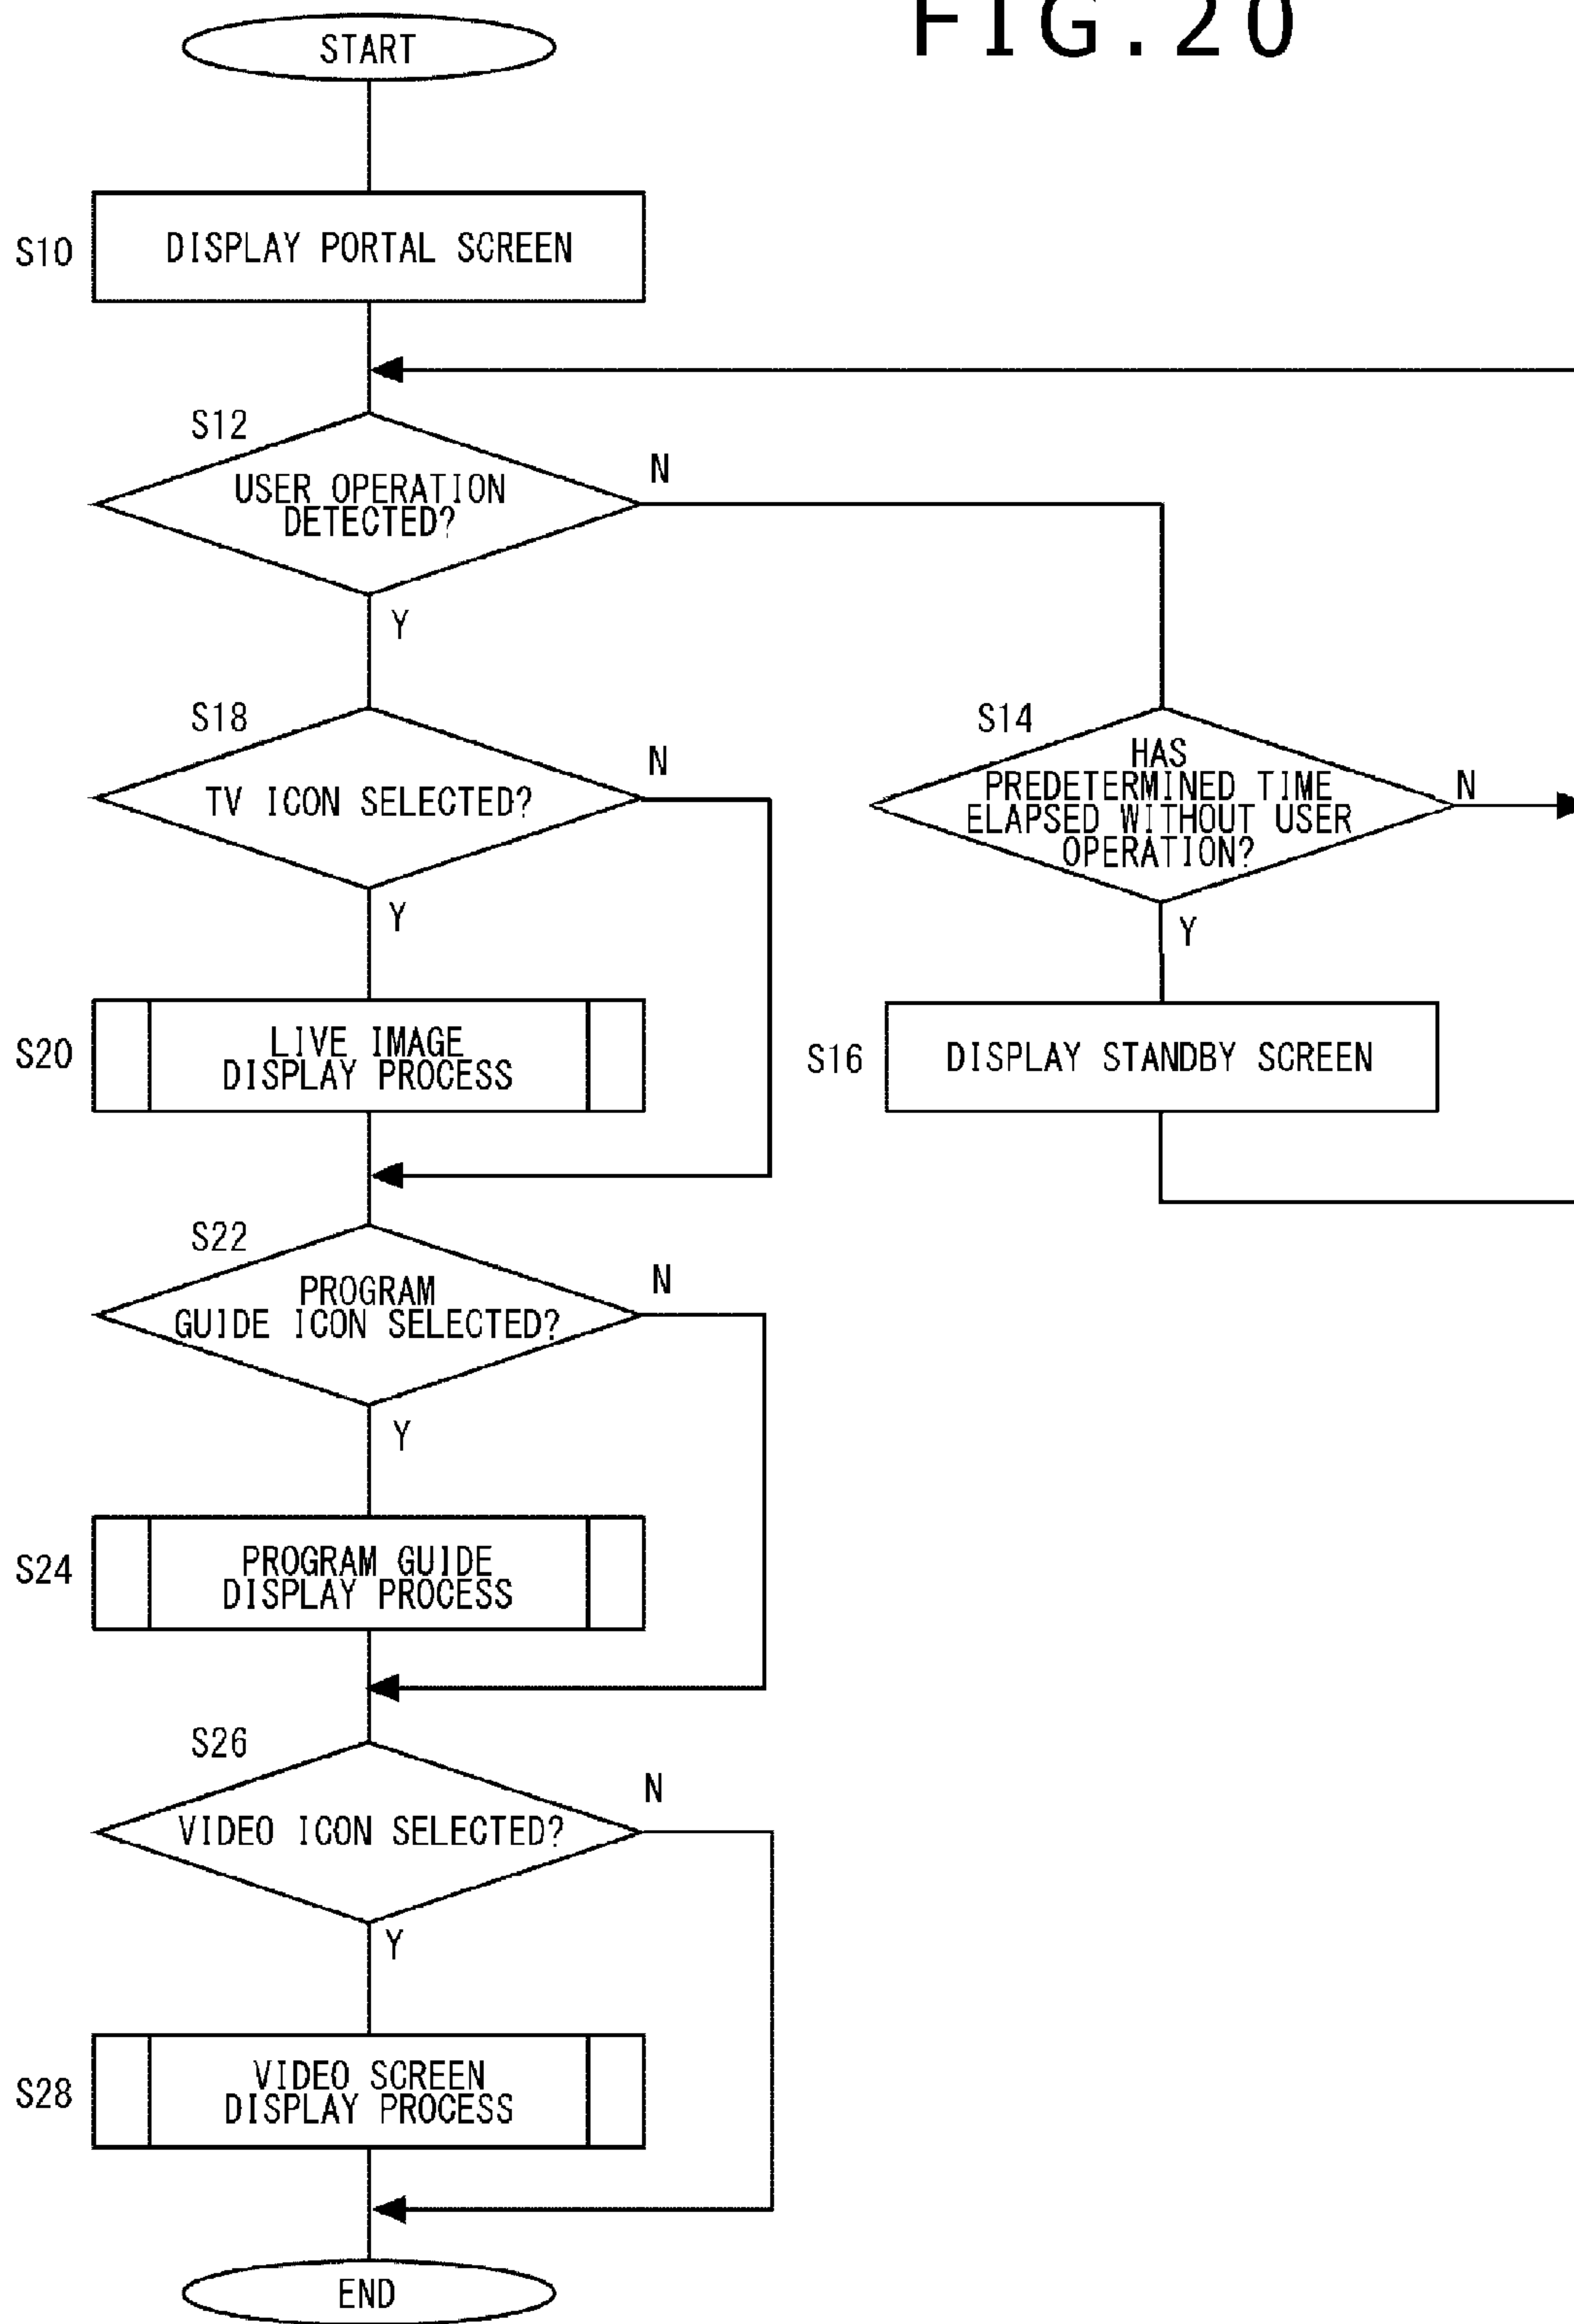 FIG.20
START
S10
DISPLAY PORTAL SCREEN
S12
USER OPERATION
DETECTED?
N
Y
S18
TV ICON SELECTED?
N
Y
S14
HAS
PREDETERMINED TIME
ELAPSED WITHOUT USER
OPERATION?
N
Y
S20
LIVE IMAGE
DISPLAY PROCESS
S16
DISPLAY STANDBY SCREEN
S22
PROGRAM
GUIDE ICON SELECTED?
N
Y
S24
PROGRAM GUIDE
DISPLAY PROCESS
S26
VIDEO ICON SELECTED?
N
Y
S28
VIDEO SCREEN
DISPLAY PROCESS
END